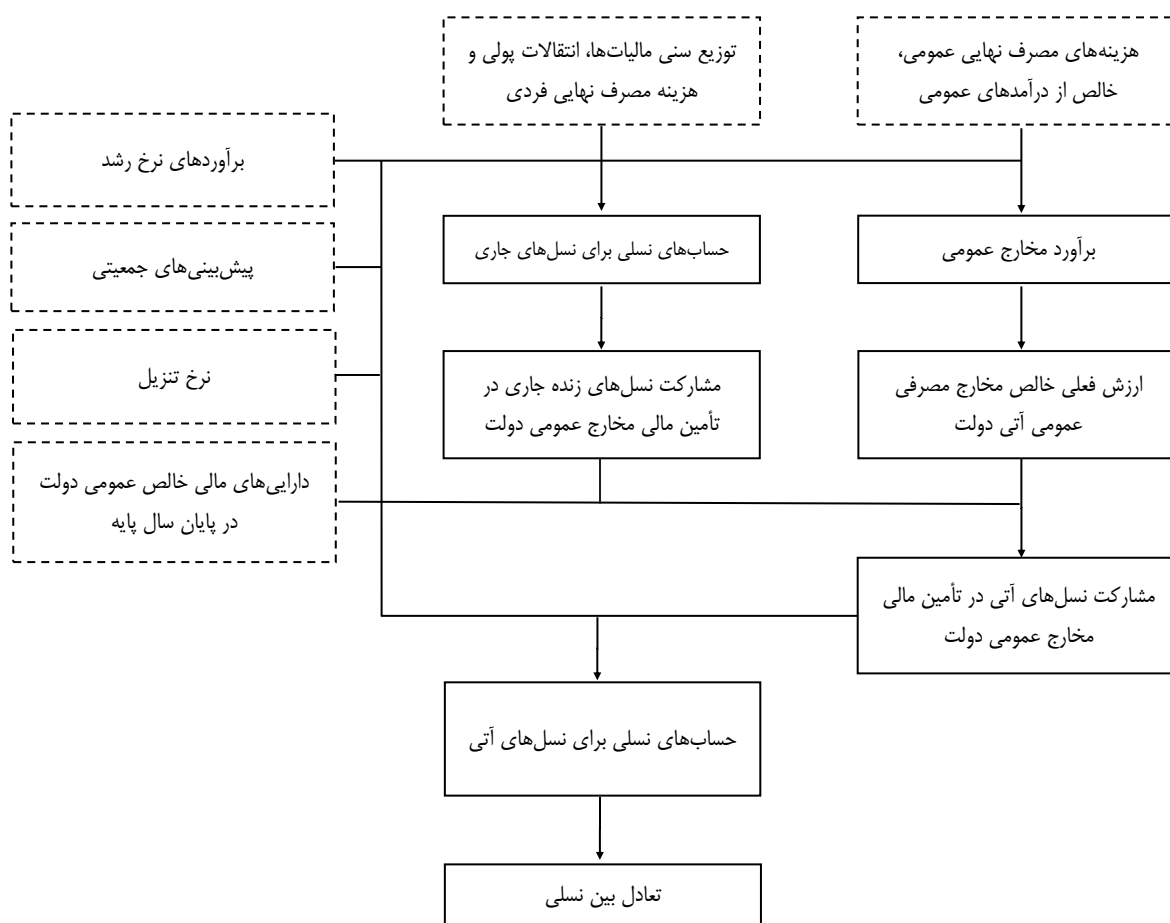 هزینه‌های مصرف نهایی عمومی،
خالص از درآمدهای عمومی
توزیع سنی مالیات‌ها، انتقالات پولی و
هزینه مصرف نهایی فردی
برآوردهای نرخ رشد
برآورد مخارج عمومی
حساب‌های نسلی برای نسل‌های جاری
پیش‌بینی‌های جمعیتی
ارزش فعلی خالص مخارج مصرفی
عمومی آتی دولت
مشارکت نسل‌های زنده جاری در
تأمین مالی مخارج عمومی دولت
نرخ تنزیل
دارایی‌های مالی خالص عمومی دولت
در پایان سال پایه
مشارکت نسل‌های آتی در تأمین مالی
مخارج عمومی دولت
حساب‌های نسلی برای نسل‌های آتی
تعادل بین نسلی